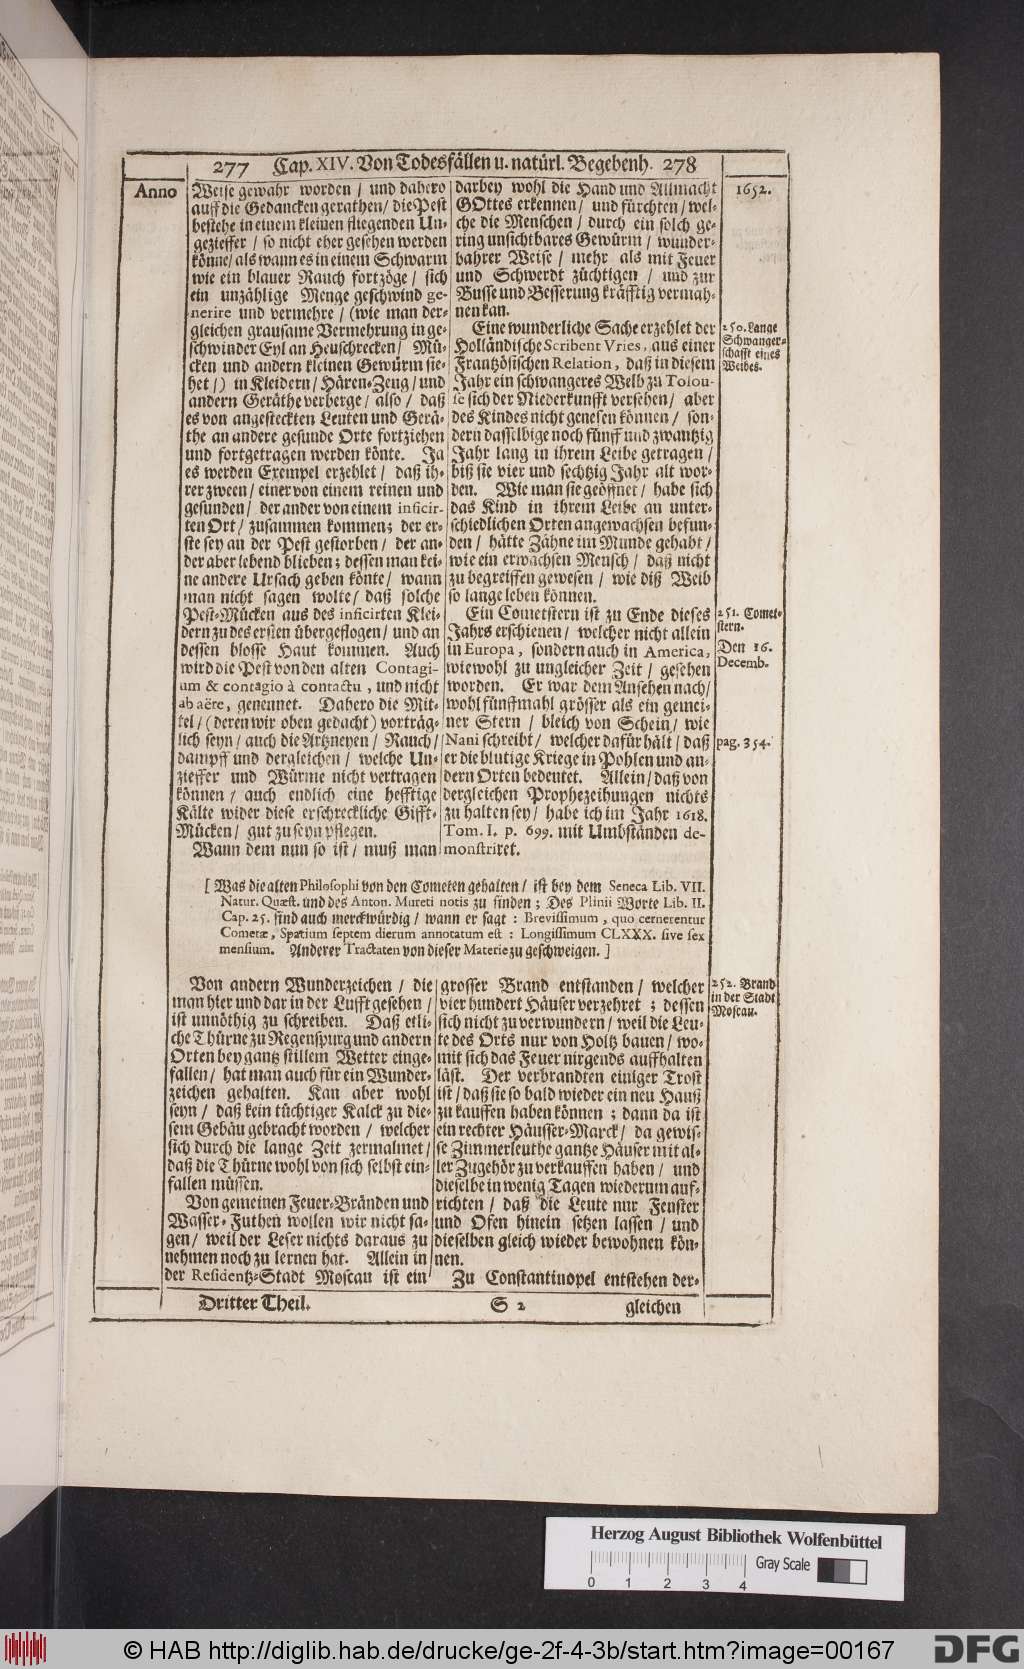 277 Cap. XIV. Von Todesfällen u. natürl. Begebenh. 278
Anno
Weise gewahr worden / und dahero
auff die Gedancken gerathen / die Pest
bestehe in einem kleinen fliegenden Un-
gezieffer / so nicht eher gesehen werden
könne / als wann es in einem Schwarm
wie ein blauer Rauch fortzöge / sich
ein unzählige Menge geschwind ge-
nerire und vermehre / (wie man der-
gleichen grausame Vermehrung in ge-
schwinder Eyl an Heuschrecken / Mü-
cken und andern kleinen Gewürm sie-
het /) in Kleidern / Hären-Zeug / und
andern Geräthe verberge / also / daß
es von angesteckten Leuten und Gerä-
the an andere gesunde Orte fortziehen
und fortgetragen werden könte. Ja
es werden Exempel erzehlet / daß ih-
rer zween / einer von einem reinen und
gesunden / der ander von einem inficir-
ten Ort / zusammen kommen; der er-
ste sey an der Pest gestorben / der an-
der aber lebend blieben; dessen man kei-
ne andere Ursach geben könte / wann
man nicht sagen wolte / daß solche
Pest-Mücken aus des inficirten Klei-
dern zu des ersten übergeflogen / und an
dessen blosse Haut kommen. Auch
wird die Pest von den alten Contagi-
um & contagio à contactu, und nicht
ab aëre, genennet. Dahero die Mit-
tel / (deren wir oben gedacht) vorträg-
lich seyn / auch die Artzneyen / Rauch /
dampff und dergleichen / welche Un-
zieffer und Würme nicht vertragen
können / auch endlich eine hefftige
Kälte wider diese erschreckliche Gifft-
Mücken / gut zu seyn pflegen.
Wann dem nun so ist / muß man
darbey wohl die Hand und Allmacht
GOttes erkennen / und fürchten / wel-
che die Menschen / durch ein solch ge-
ring unsichtbares Gewürm / wunder-
bahrer Weise / mehr als mit Feuer
und Schwerdt züchtigen / und zur
Busse und Besserung kräfftig vermah-
nen kan.
Eine wunderliche Sache erzehlet der
Holländische Scribent Vries, aus einer
Frantzösischen Relation, daß in diesem
Jahr ein schwangeres Weib zu Tolou-
se sich der Niederkunfft versehen / aber
des Kindes nicht genesen können / son-
dern dasselbige noch fünff und zwantzig
Jahr lang in ihrem Leibe getragen /
biß sie vier und sechtzig Jahr alt wor-
den. Wie man sie geöffnet / habe sich
das Kind in ihrem Leibe an unter-
schiedlichen Orten angewachsen befun-
den / hätte Zähne im Munde gehabt /
wie ein erwachsen Mensch / daß nicht
zu begreiffen gewesen / wie diß Weib
so lange leben können.
Ein Cometstern ist zu Ende dieses
Jahrs erschienen / welcher nicht allein
in Europa, sondern auch in America,
wiewohl zu ungleicher Zeit / gesehen
worden. Er war dem Ansehen nach /
wohl fünffmahl grösser als ein gemei-
ner Stern / bleich von Schein / wie
Nani schreibt / welcher dafür hält / daß
er die blutige Kriege in Pohlen und an-
dern Orten bedeutet. Allein / daß von
dergleichen Prophezeihungen nichts
zu halten sey / habe ich im Jahr 1618.
Tom. I. p. 699. mit Umbständen de-
monstriret.
1652.
250. Lange
Schwanger-
schafft eines
Weibes.
251. Comet-
stern.
Den 16.
Decemb.
pag. 354.
[ Was die alten Philosophi von den Cometen gehalten / ist bey dem Seneca Lib. VII.
Natur. Quæst. und des Anton. Mureti notis zu finden; Des Plinii Worte Lib. II.
Cap. 25. sind auch merckwürdig / wann er sagt: Brevissimum, quo cernerentur
Cometæ, Spatium septem dierum annotatum est: Longissimum CLXXX. sive sex
mensium. Anderer Tractaten von dieser Materie zu geschweigen. ]
Von andern Wunderzeichen / die
man hier und dar in der Lufft gesehen /
ist unnöthig zu schreiben. Daß etli-
che Thürne zu Regenspurg und andern
Orten bey gantz stillem Wetter einge-
fallen / hat man auch für ein Wunder-
zeichen gehalten. Kan aber wohl
seyn / daß kein tüchtiger Kalck zu die-
sem Gebäu gebracht worden / welcher
sich durch die lange Zeit zermalmet /
daß die Thürne wohl von sich selbst ein-
fallen müssen.
Von gemeinen Feuer-Bränden und
Wasser-Futhen wollen wir nicht sa-
gen / weil der Leser nichts daraus zu
nehmen noch zu lernen hat. Allein in
der Residentz-Stadt Moscau ist ein
grosser Brand entstanden / welcher
vier hundert Häuser verzehret; dessen
sich nicht zu verwundern / weil die Leu-
te des Orts nur von Holtz bauen / wo-
mit sich das Feuer nirgends auffhalten
läst. Der verbrandten einiger Trost
ist / daß sie so bald wieder ein neu Hauß
zu kauffen haben können; dann da ist
ein rechter Häusser-Marck / da gewis-
se Zimmerleuthe gantze Häuser mit al-
ler Zugehör zu verkauffen haben / und
dieselbe in wenig Tagen wiederum auf-
richten / daß die Leute nur Fenster
und Ofen hinein setzen lassen / und
dieselben gleich wieder bewohnen kön-
nen.
Zu Constantinopel entstehen der-
252. Brand
in der Stadt
Moscau.
Dritter Theil. S 2 gleichen
Herzog August Bibliothek Wolfenbüttel
Gray Scale
0 1 2 3 4
© HAB http://diglib.hab.de/drucke/ge-2f-4-3b/start.htm?image=00167
DFG